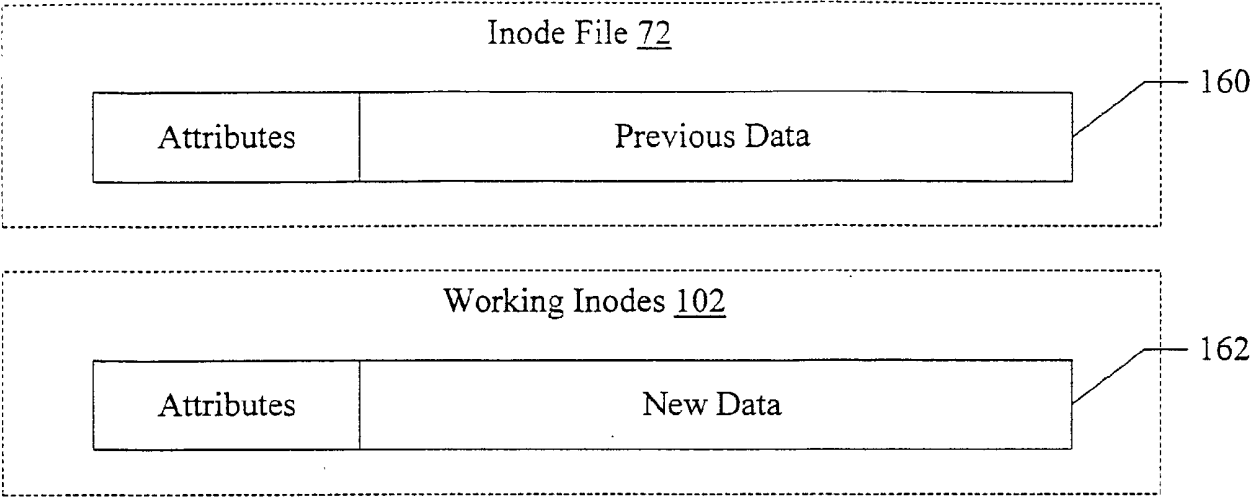 Inode File 72
160
Attributes Previous Data
Working Inodes 102
162
Attributes New Data